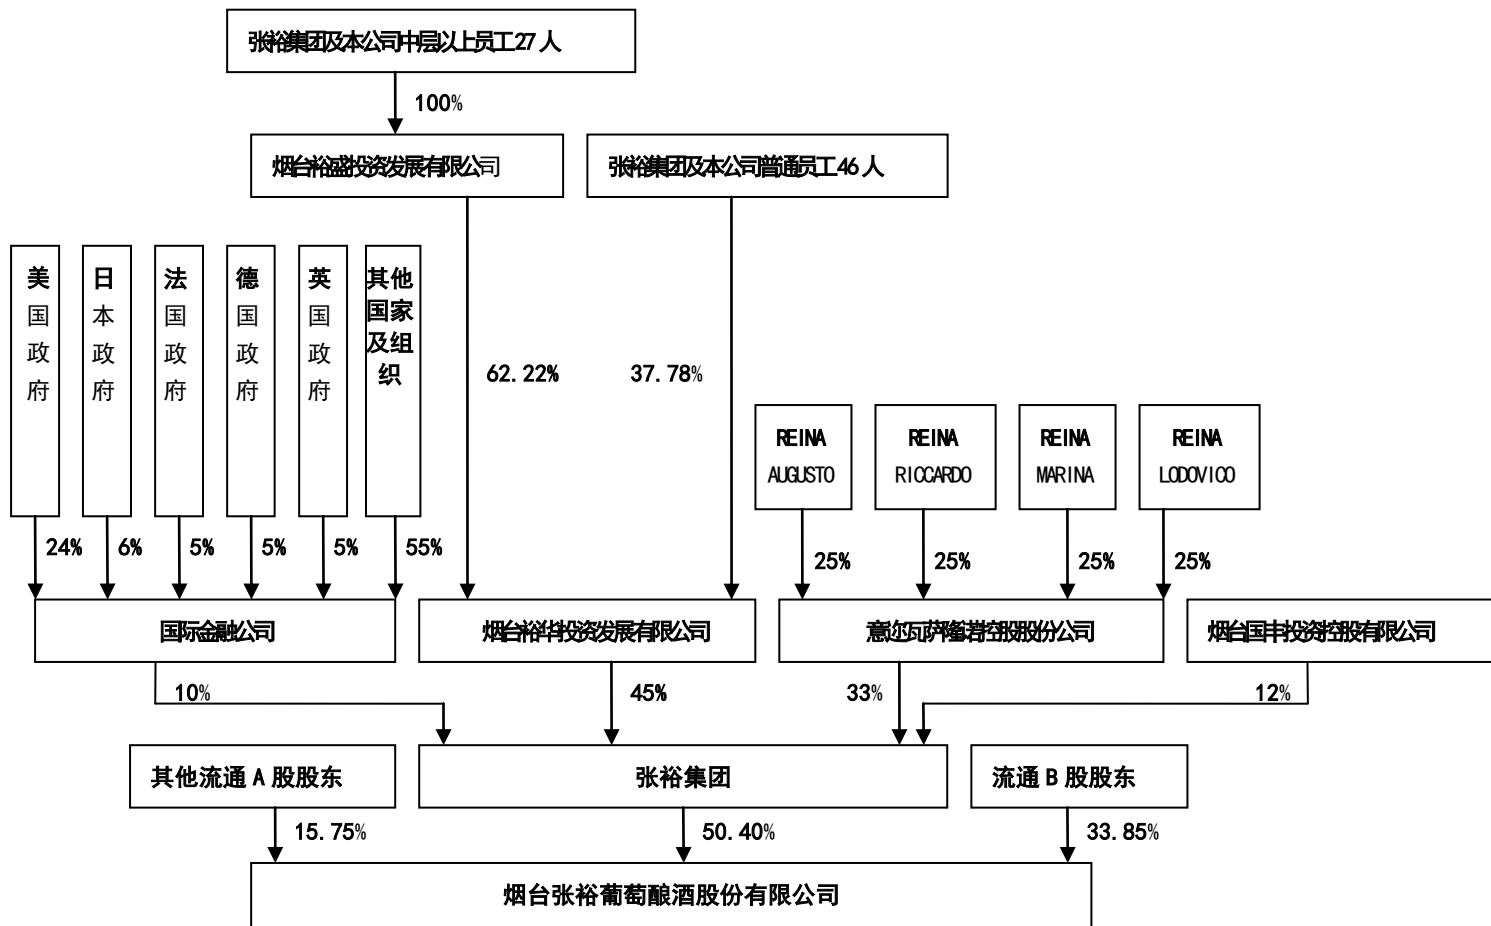 张裕集团及本公司中层以上员工27 人
100%
烟台裕盛投资发展有限公司
张裕集团及本公司普通员工46 人
美国政府
日本政府
法国政府
德国政府
英国政府
其他
国家
及组
织
62.22%
37.78%
REINA
AUGUSTO
REINA
RICCARDO
REINA
MARINA
REINA
LODOVICO
24%
6%
5%
5%
5%
55%
25%
25%
25%
25%
国际金融公司
烟台裕华投资发展有限公司
意迩瓦萨隆诺控股股份公司
烟台国丰投资控股有限公司
10%
45%
33%
12%
其他流通 A 股股东
张裕集团
流通 B 股股东
15.75%
50.40%
33.85%
烟台张裕葡萄酿酒股份有限公司